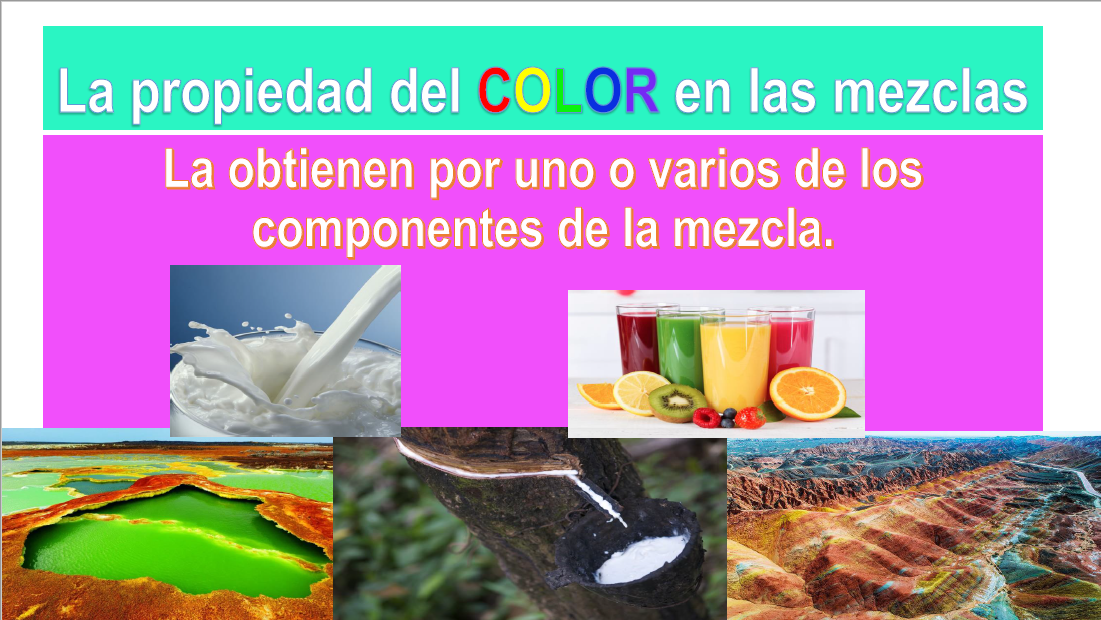 La propiedad del COLOR en las mezclas
La obtienen por uno o varios de los
componentes de la mezcla.